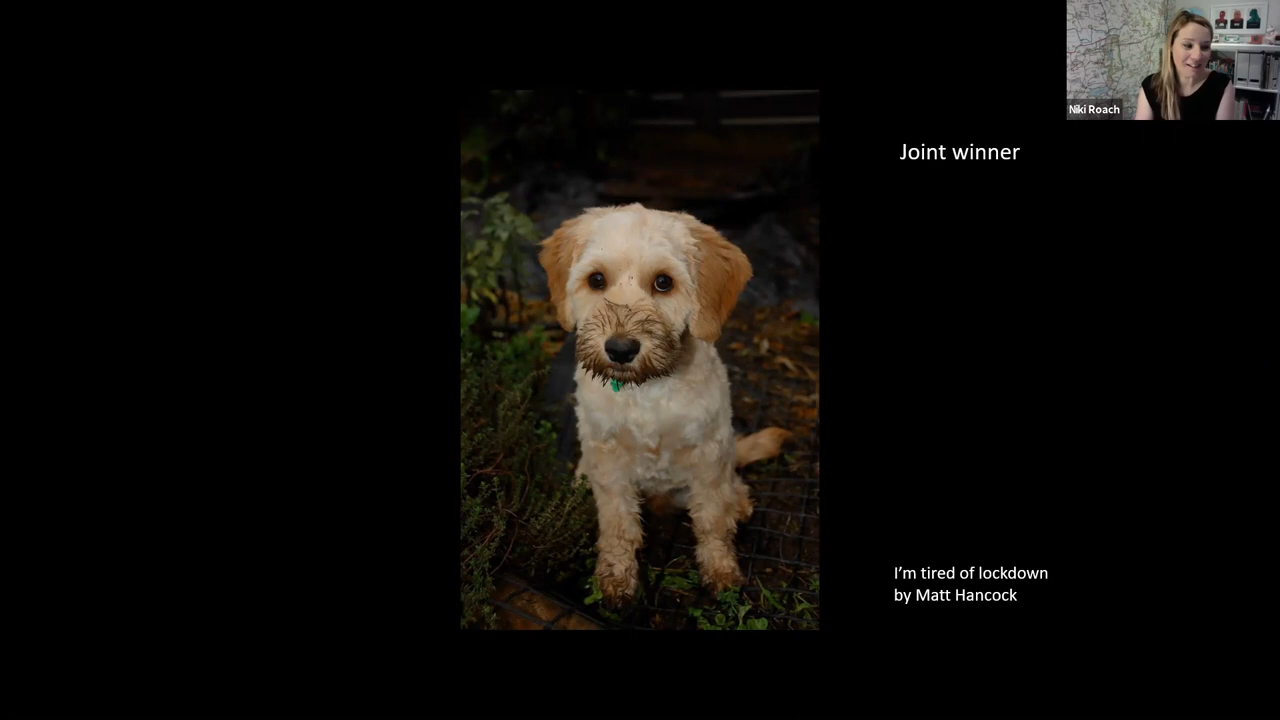 Niki Roach
Joint winner
I'm tired of lockdown
by Matt Hancock